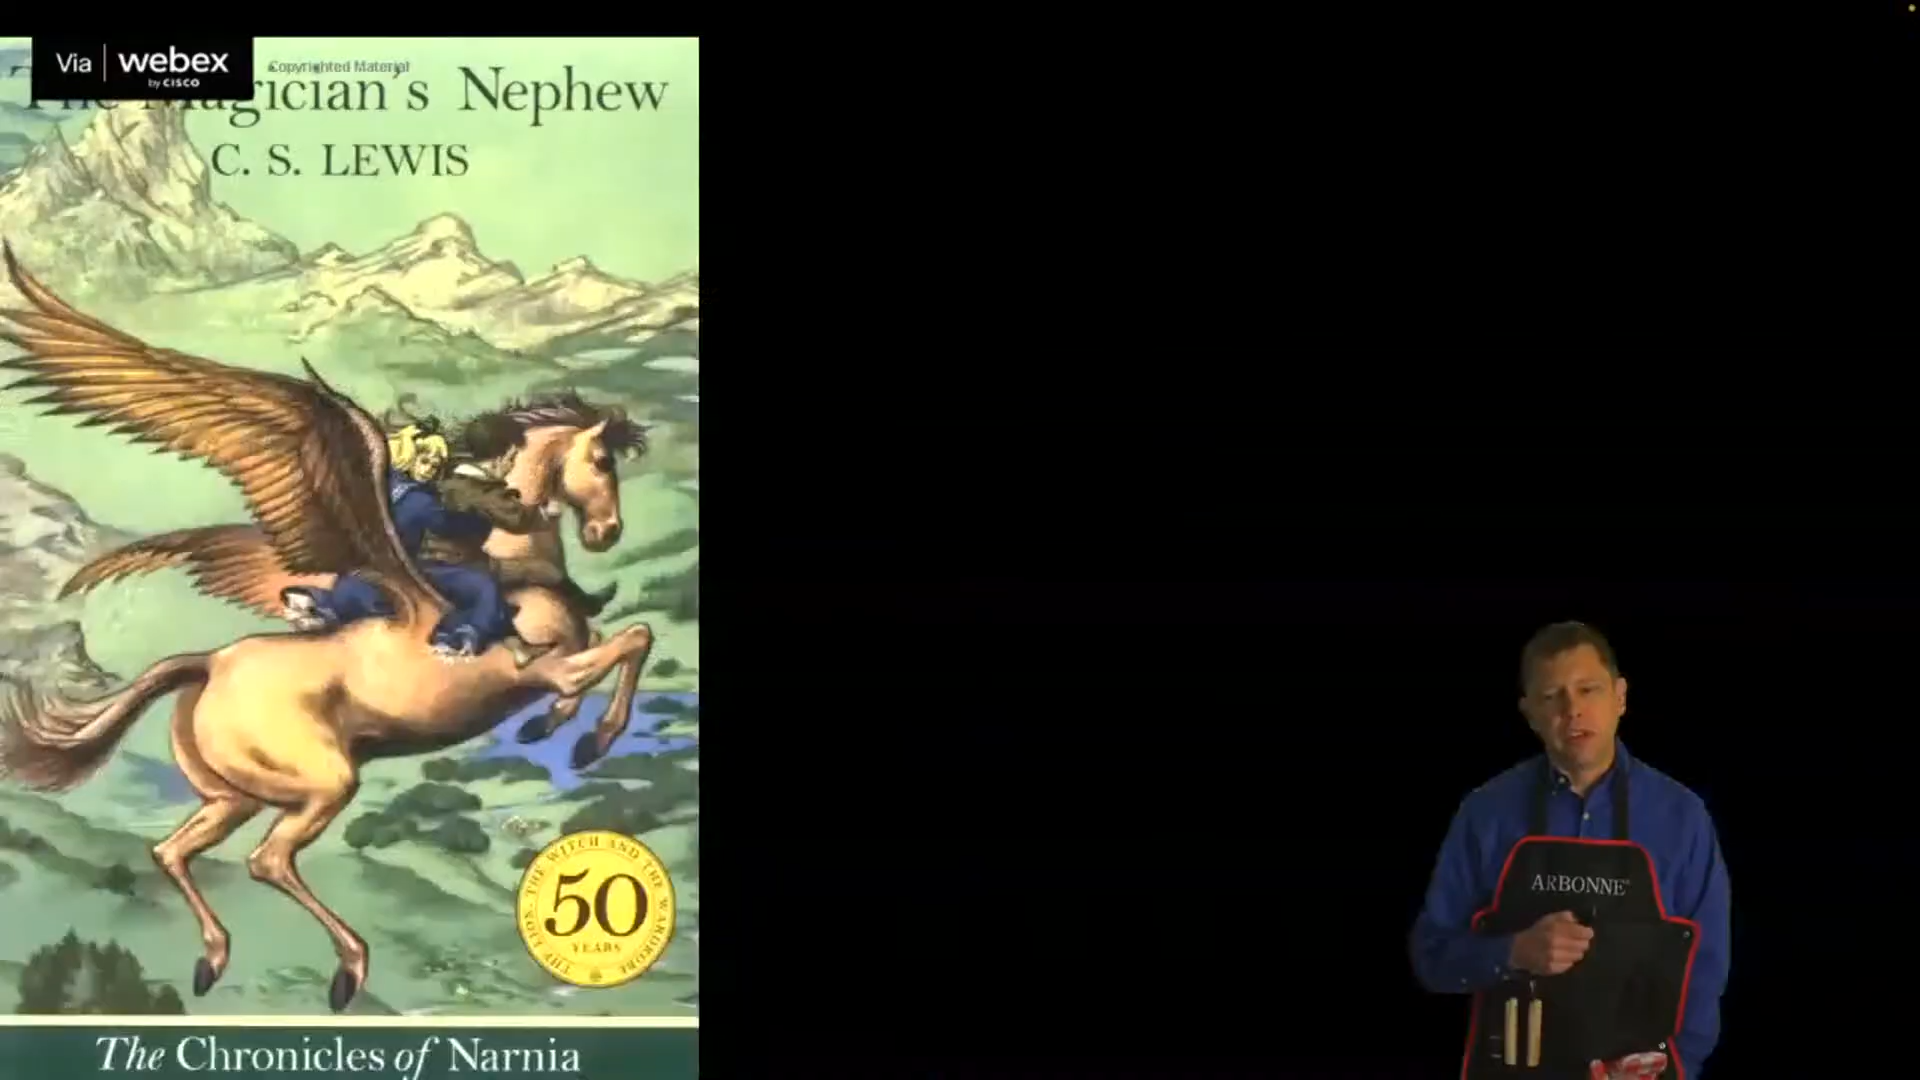 Via webex
by CISCO
Copyrighted Material
The Magician's Nephew
C. S. LEWIS
THE LION, THE WITCH AND THE WARDROBE
50
YEARS
The Chronicles of Narnia
ARBONNE